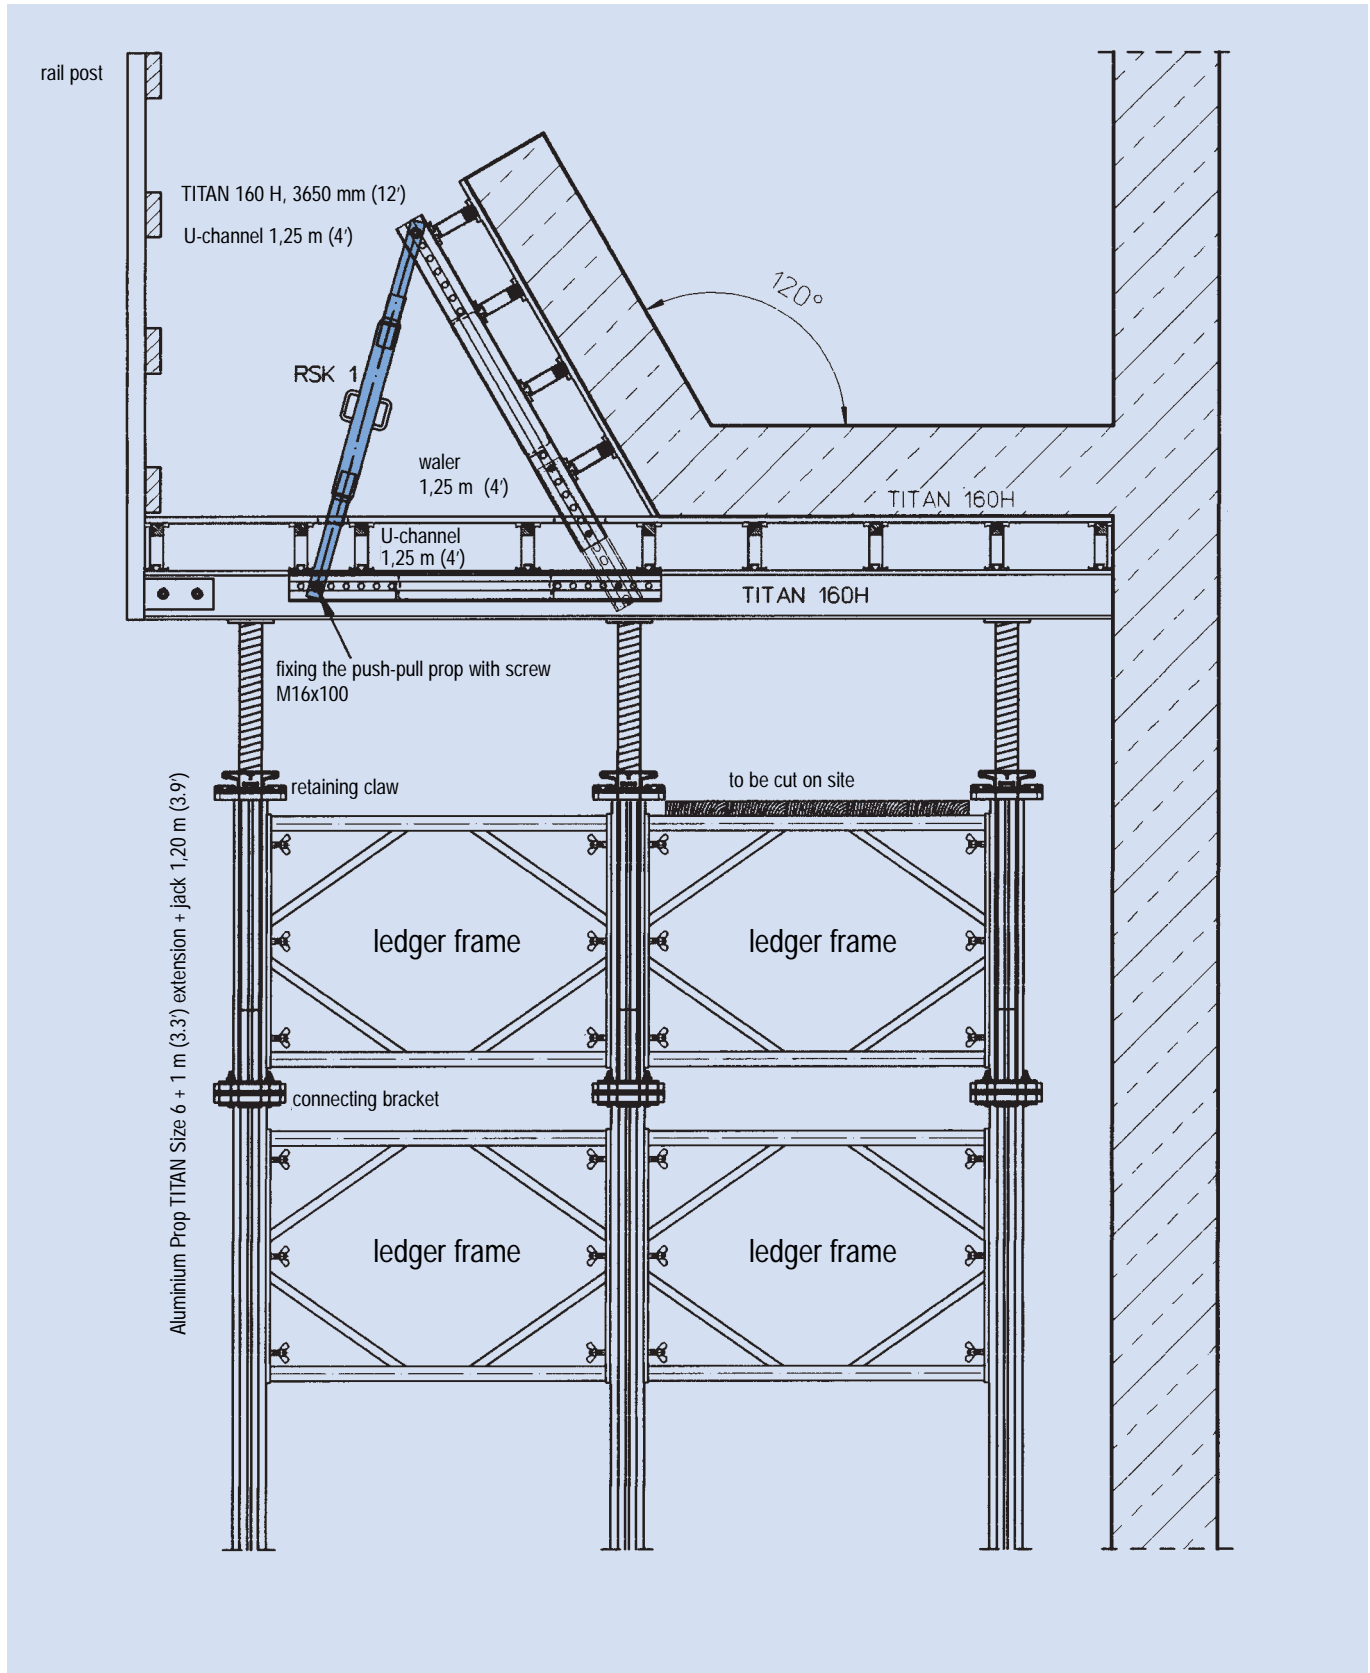 rail post
TITAN 160 H, 3650 mm (12')
U-channel 1,25 m (4')
120°
RSK 1
waler
1,25 m (4')
TITAN 160H
U-channel
1,25 m (4')
TITAN 160H
fixing the push-pull prop with screw
M16x100
retaining claw
to be cut on site
Aluminium Prop TITAN Size 6 + 1 m (3.3') extension + jack 1,20 m (3.9')
ledger frame
ledger frame
connecting bracket
ledger frame
ledger frame